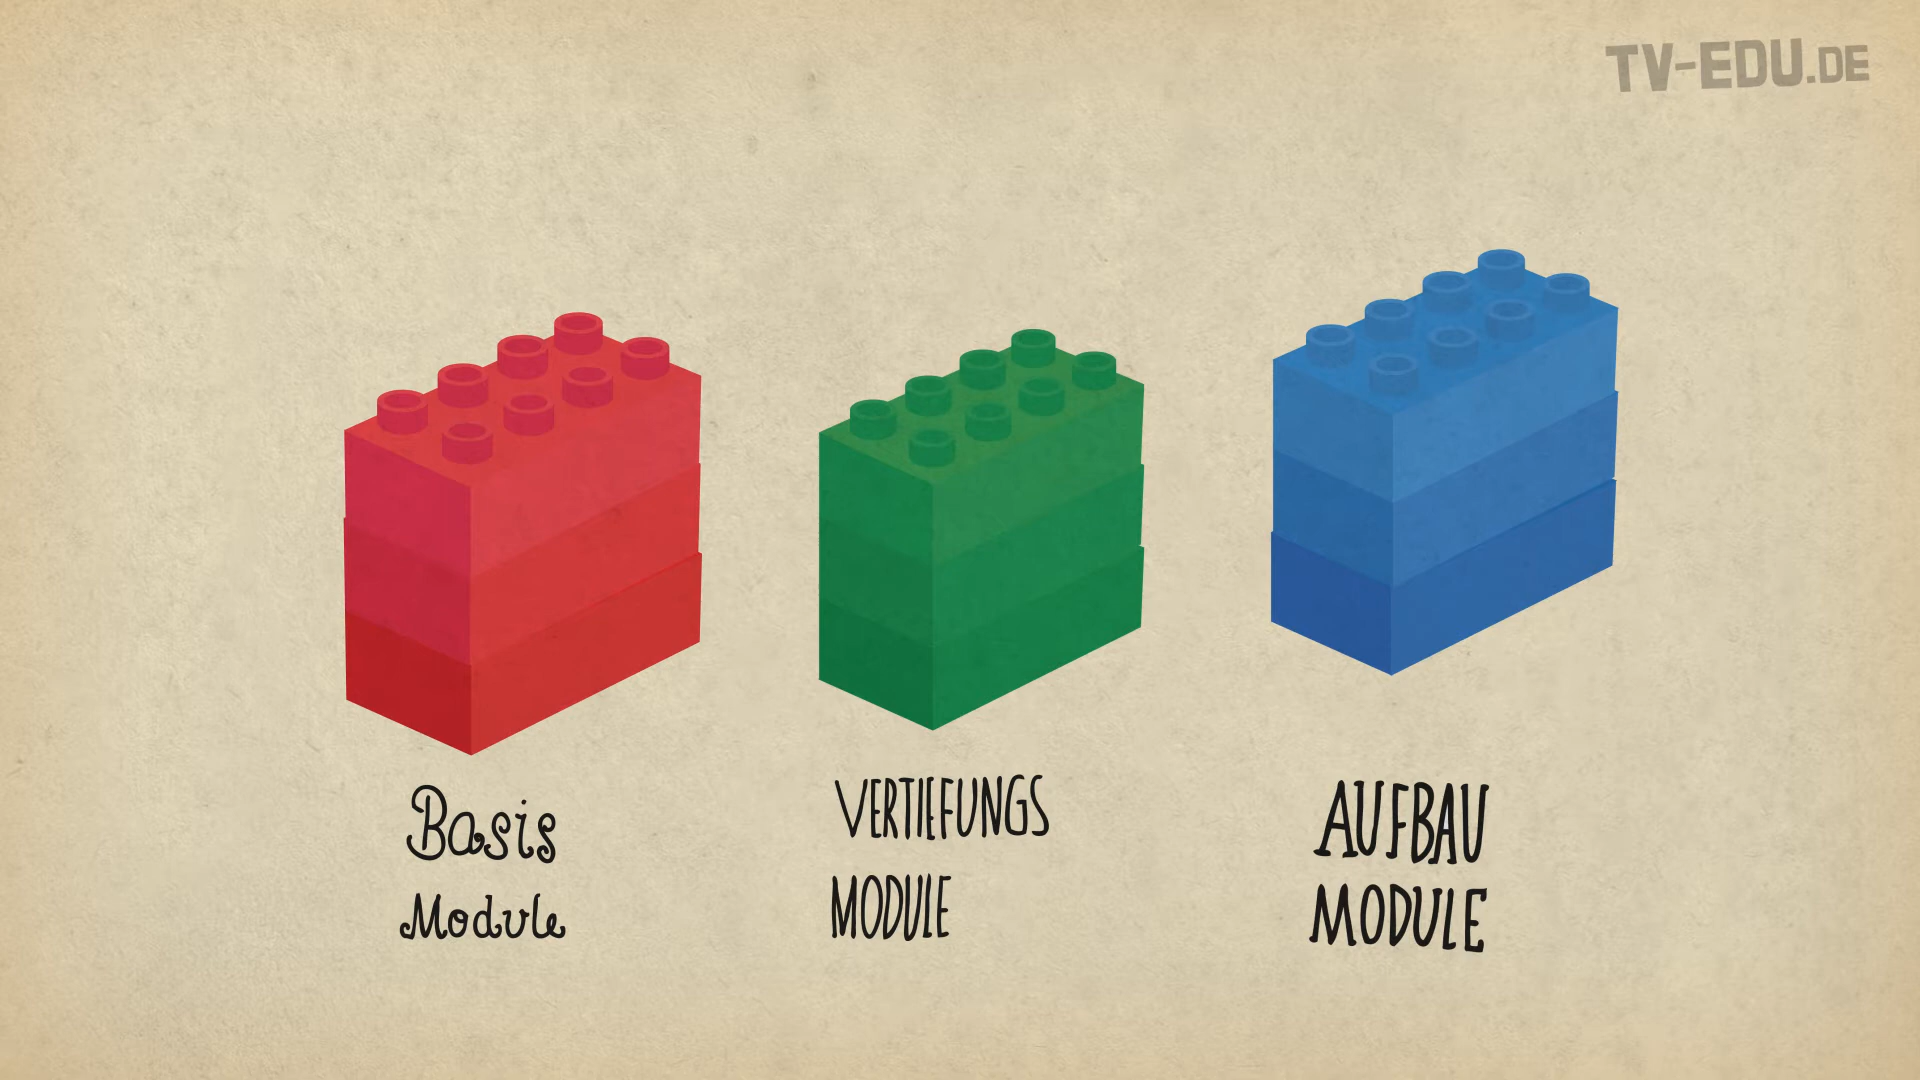 TV-EDU.DE
Basis
Module
VERTIEFUNGS
MODULE
AUFBAU
MODULE